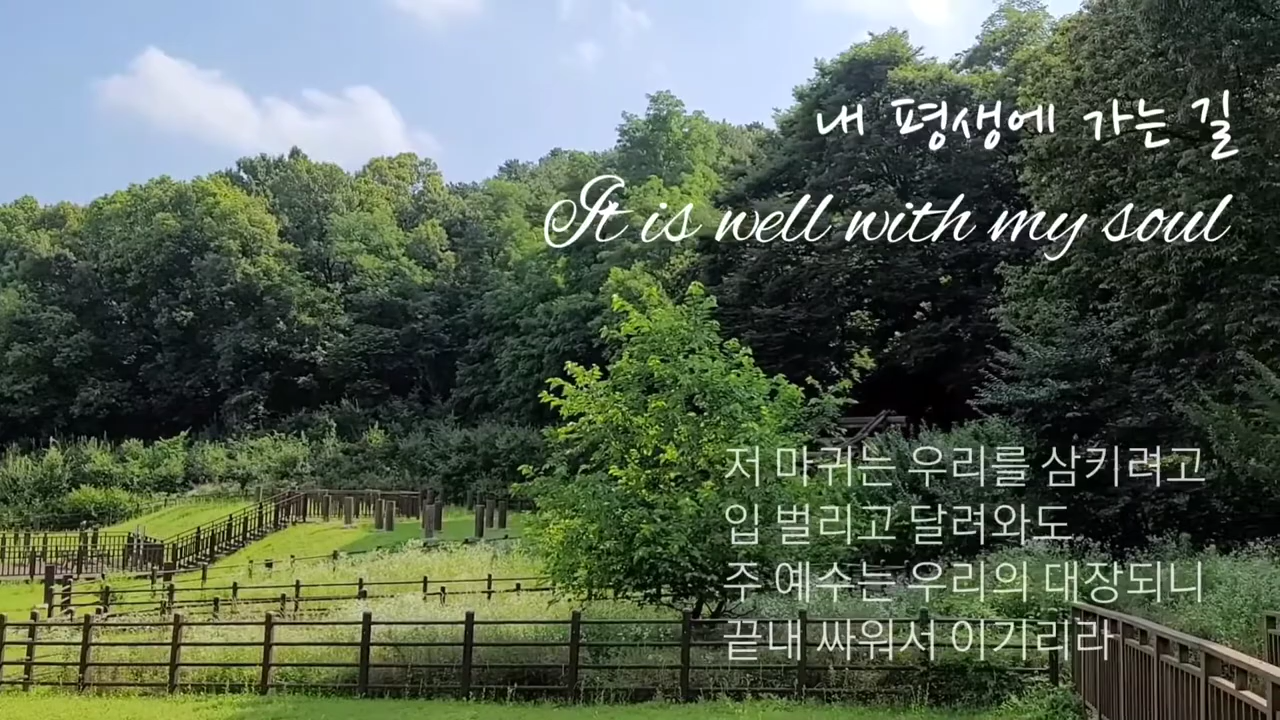 내 평생에 가는 길
It is well with my soul
저 마귀는 우리를 삼키려고
입 벌리고 달려와도
주 예수는 우리의 대장되니
끝내 싸워서 이기리라